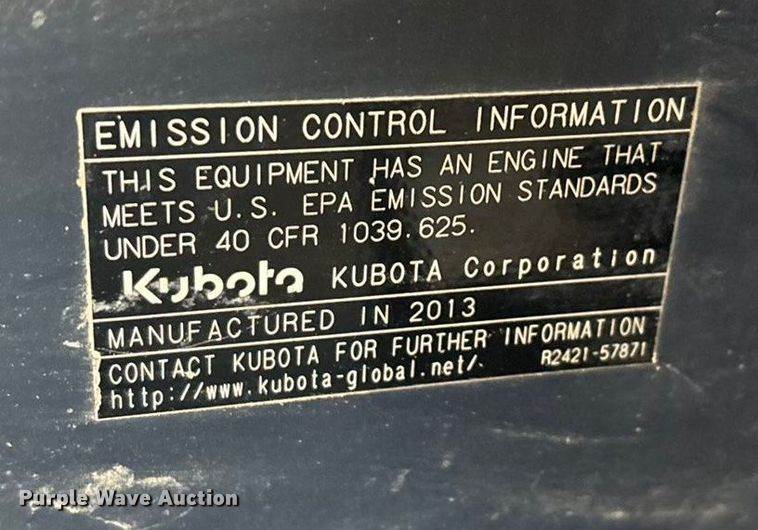 EMISSION CONTROL INFORMATION
THIS EQUIPMENT HAS AN ENGINE THAT
MEETS U.S. EPA EMISSION STANDARDS
UNDER 40 CFR 1039.625.
Kubota KUBOTA Corporation
MANUFACTURED IN 2013
CONTACT KUBOTA FOR FURTHER INFORMATION
http://www.kubota-global.net/ R2421-57871
Purple Wave Auction